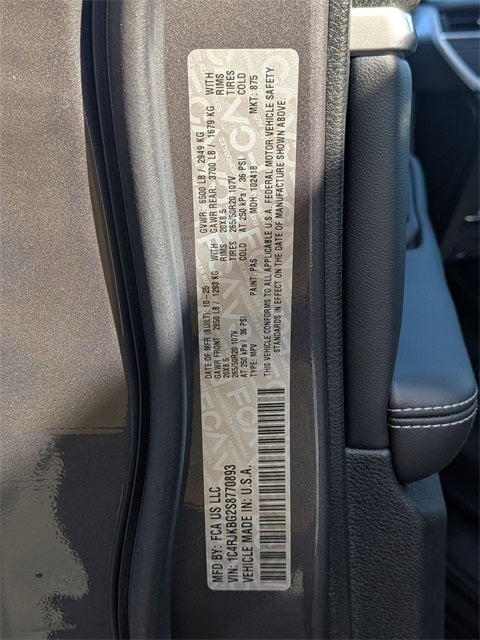 MFD BY: FCA US LLC
DATE OF MFR (BUILT): 10-25
GVWR: 6500 LB / 2949 KG
WITH
GAWR FRONT: 2850 LB / 1293 KG
WITH
GAWR REAR: 3700 LB / 1679 KG
RIMS
20X8.5
RIMS
20X8.5
TIRES
265/50R20 107V
TIRES
265/50R20 107V
COLD
AT 250 kPa / 36 PSI
COLD
AT 250 kPa / 36 PSI
VIN: 1C4RJKBG2S8770893
TYPE: MPV
PAINT: PAS
MDH: 102418
MKT: 875
VEHICLE MADE IN: U.S.A.
THIS VEHICLE CONFORMS TO ALL APPLICABLE U.S.A. FEDERAL MOTOR VEHICLE SAFETY
STANDARDS IN EFFECT ON THE DATE OF MANUFACTURE SHOWN ABOVE.